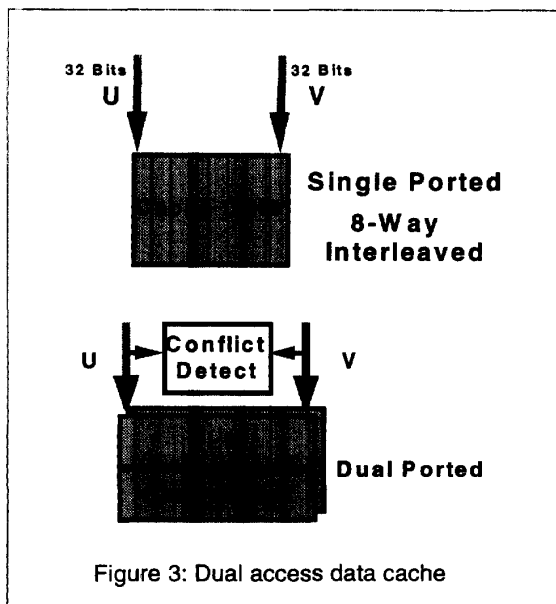 32 Bits 32 Bits
U V
Single Ported
8-Way
Interleaved
U Conflict V
Detect
Dual Ported
Figure 3: Dual access data cache